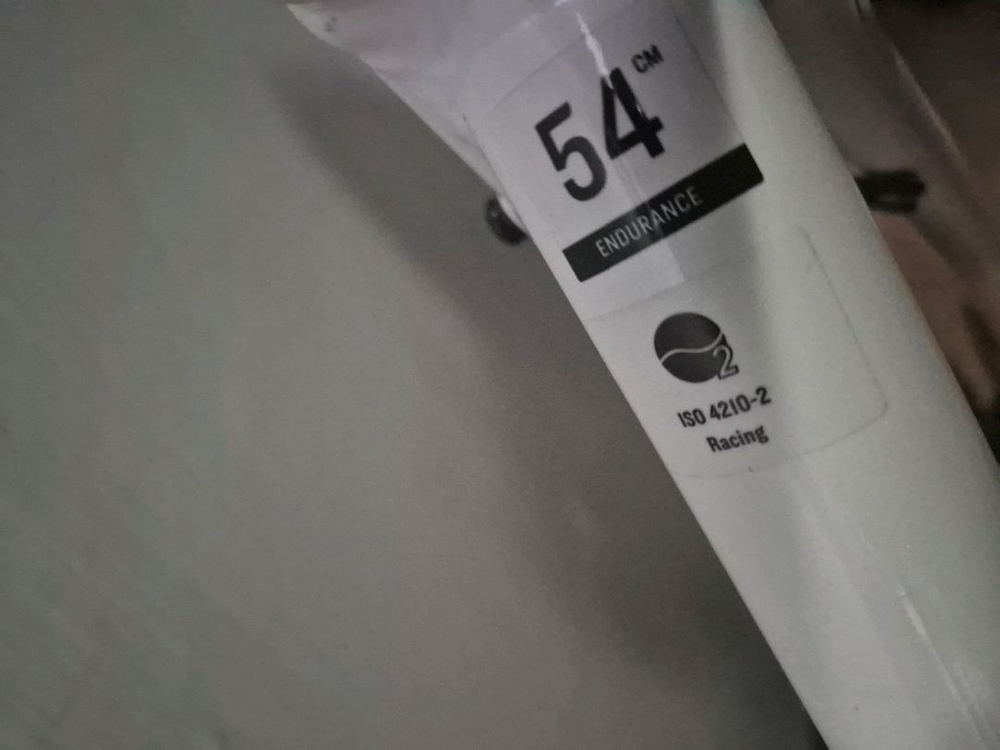 54 CM
ENDURANCE
2
ISO 4210-2
Racing